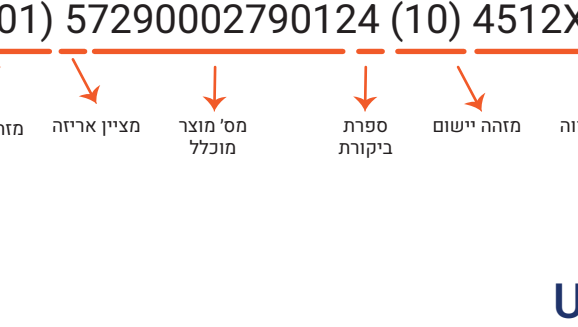 01) 57290002790124 (10) 4512X
מציין אריזה
מס׳ מוצר
מוכלל
ספרת
ביקורת
מזהה יישום
U